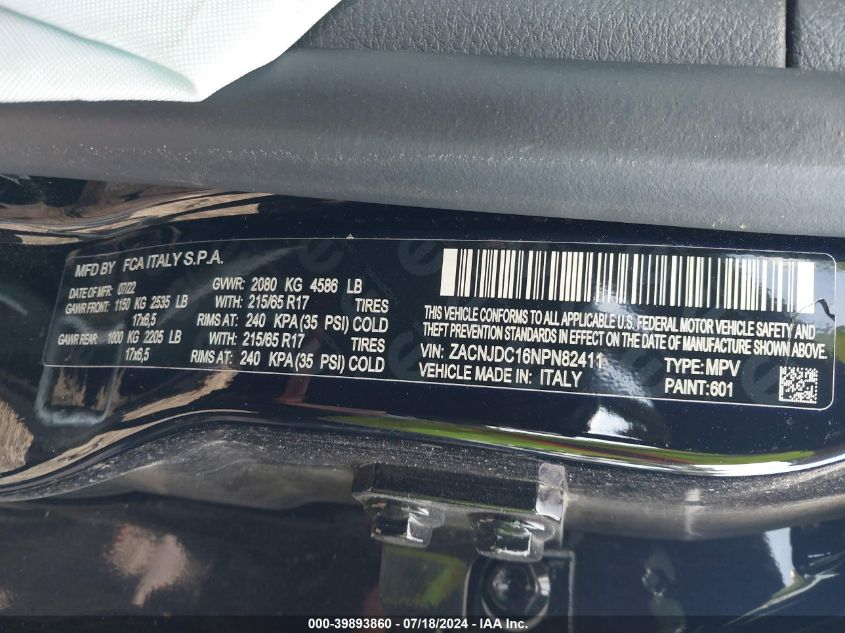 MFD BY FCA ITALY S.P.A.
DATE OF MFR: 07/22 GVWR: 2080 KG 4586 LB
GAWR FRONT: 1150 KG 2535 LB WITH: 215/65 R17 TIRES
17x6,5 RIMS AT: 240 KPA(35 PSI) COLD
GAWR REAR: 1000 KG 2205 LB WITH: 215/65 R17 TIRES
17x6,5 RIMS AT: 240 KPA(35 PSI) COLD
THIS VEHICLE CONFORMS TO ALL APPLICABLE U.S. FEDERAL MOTOR VEHICLE SAFETY AND
THEFT PREVENTION STANDARDS IN EFFECT ON THE DATE OF MANUFACTURE SHOWN ABOVE.
VIN: ZACNJDC16NPN82411 TYPE: MPV
VEHICLE MADE IN: ITALY PAINT:601
000-39893860 - 07/18/2024 - IAA Inc.